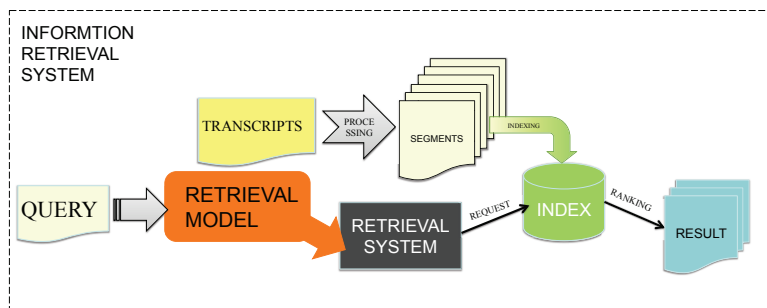 INFORMTION
RETRIEVAL
SYSTEM
TRANSCRIPTS
PROCE
SSING
SEGMENTS
INDEXING
QUERY
RETRIEVAL
MODEL
RETRIEVAL
SYSTEM
REQUEST
INDEX
RANKING
RESULT